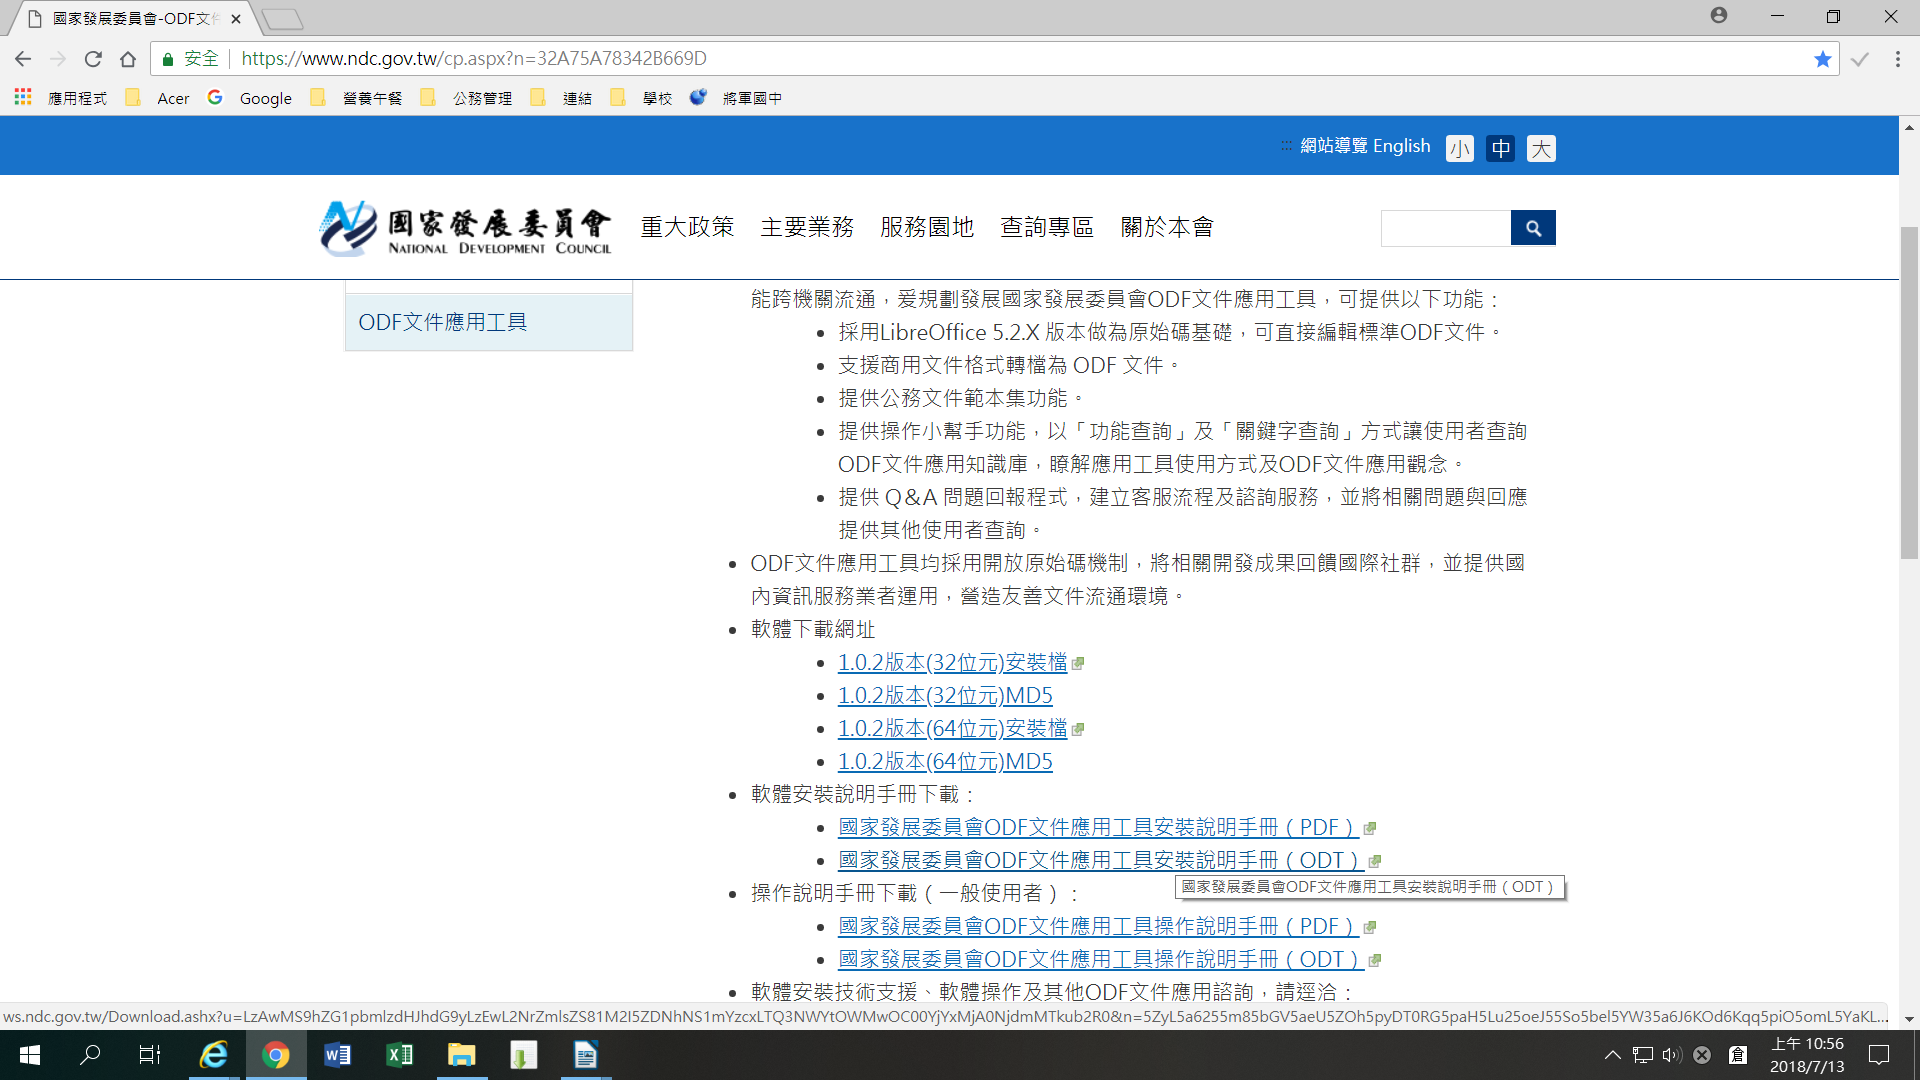 國家發展委員會-ODF文件
安全 https://www.ndc.gov.tw/cp.aspx?n=32A75A78342B669D
應用程式 Acer Google 營養午餐 公務管理 連結 學校 將軍國中
::: 網站導覽 English 小 中 大
國家發展委員會
NATIONAL DEVELOPMENT COUNCIL
重大政策 主要業務 服務園地 查詢專區 關於本會
ODF文件應用工具
能跨機關流通，爰規劃發展國家發展委員會ODF文件應用工具，可提供以下功能：
採用LibreOffice 5.2.X 版本做為原始碼基礎，可直接編輯標準ODF文件。
支援商用文件格式轉檔為 ODF 文件。
提供公務文件範本集功能。
提供操作小幫手功能，以「功能查詢」及「關鍵字查詢」方式讓使用者查詢
ODF文件應用知識庫，瞭解應用工具使用方式及ODF文件應用觀念。
提供 Q&A 問題回報程式，建立客服流程及諮詢服務，並將相關問題與回應
提供其他使用者查詢。
ODF文件應用工具均採用開放原始碼機制，將相關開發成果回饋國際社群，並提供國
內資訊服務業者運用，營造友善文件流通環境。
軟體下載網址
1.0.2版本(32位元)安裝檔
1.0.2版本(32位元)MD5
1.0.2版本(64位元)安裝檔
1.0.2版本(64位元)MD5
軟體安裝說明手冊下載：
國家發展委員會ODF文件應用工具安裝說明手冊（PDF）
國家發展委員會ODF文件應用工具安裝說明手冊（ODT）
國家發展委員會ODF文件應用工具安裝說明手冊（ODT）
操作說明手冊下載（一般使用者）：
國家發展委員會ODF文件應用工具操作說明手冊（PDF）
國家發展委員會ODF文件應用工具操作說明手冊（ODT）
軟體安裝技術支援、軟體操作及其他ODF文件應用諮詢，請逕洽：
倉
上午 10:56
2018/7/13